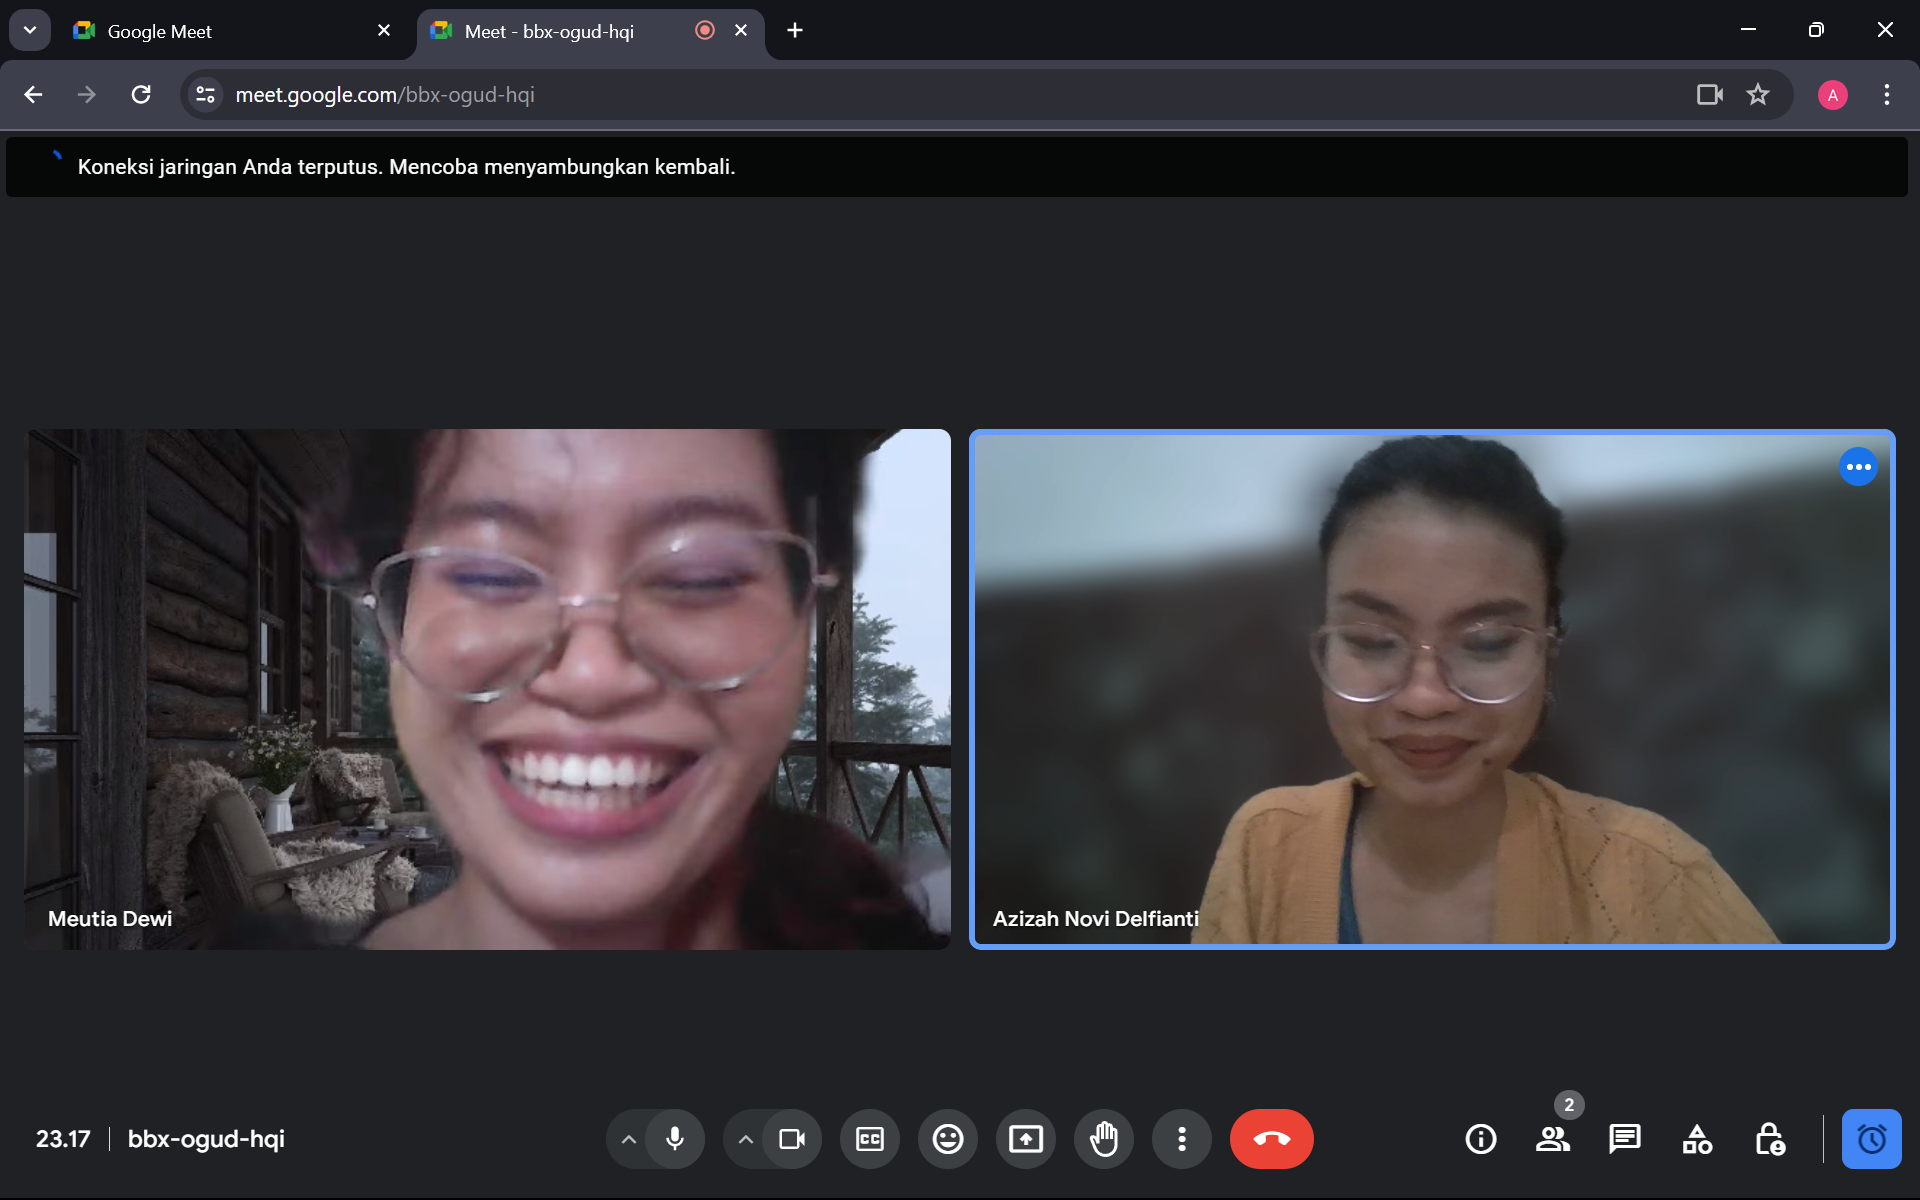 Google Meet
Meet - bbx-ogud-hqi
meet.google.com/bbx-ogud-hqi
A
Koneksi jaringan Anda terputus. Mencoba menyambungkan kembali.
Meutia Dewi
Azizah Novi Delfianti
23.17
bbx-ogud-hqi
CC
2